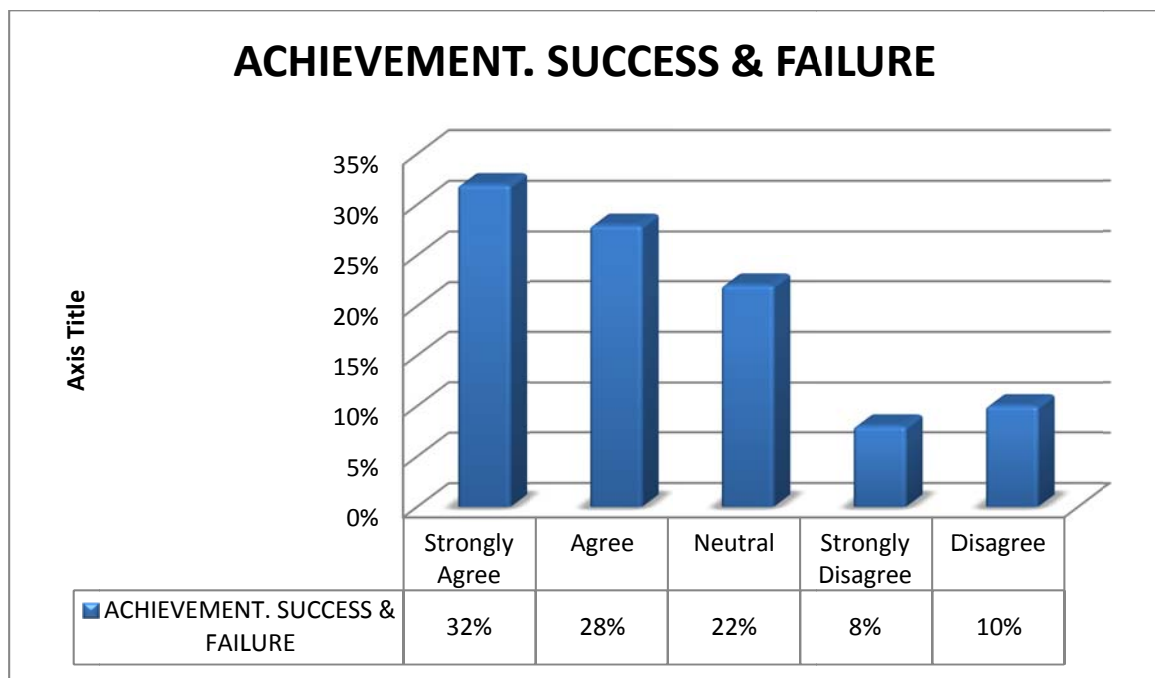 ACHIEVEMENT. SUCCESS & FAILURE
35%
30%
25%
20%
15%
10%
5%
0%
Axis Title
Strongly
Agree
Agree
Neutral
Strongly
Disagree
Disagree
ACHIEVEMENT. SUCCESS &
FAILURE
32%
28%
22%
8%
10%